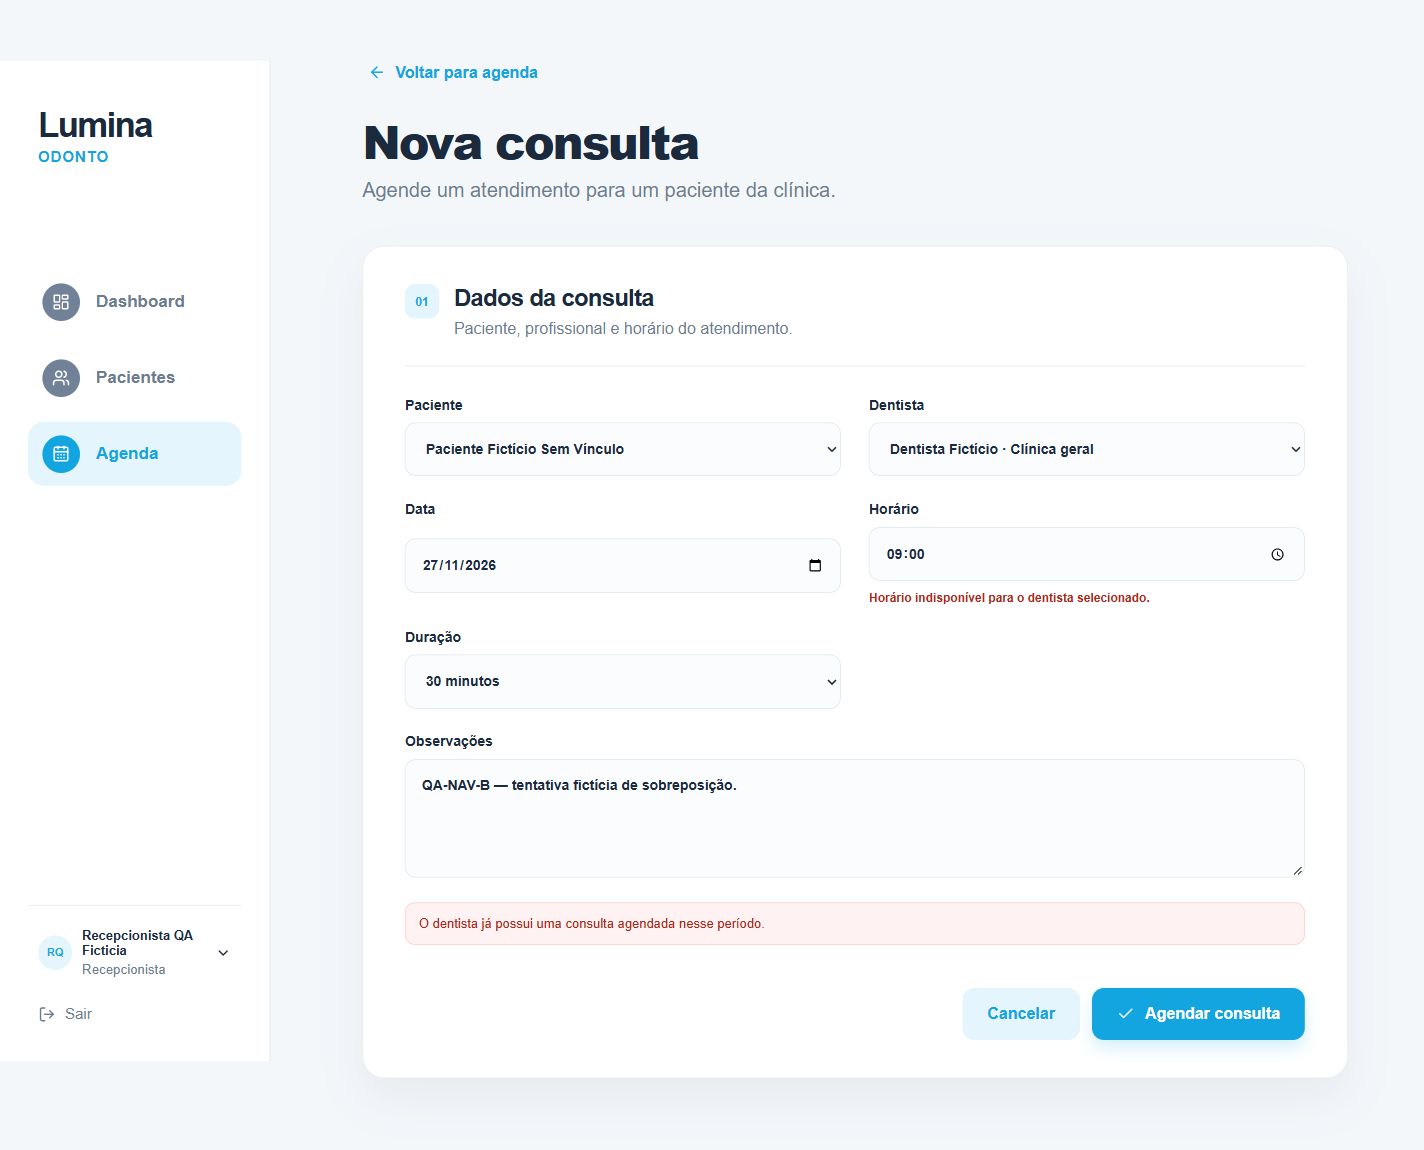 Lumina
ODONTO
Dashboard
Pacientes
Agenda
RQ
Recepcionista QA
Ficticia
Recepcionista
Sair
Voltar para agenda
Nova consulta
Agende um atendimento para um paciente da clínica.
01
Dados da consulta
Paciente, profissional e horário do atendimento.
Paciente
Paciente Fictício Sem Vínculo
Dentista
Dentista Fictício · Clínica geral
Data
27/11/2026
Horário
09:00
Horário indisponível para o dentista selecionado.
Duração
30 minutos
Observações
QA-NAV-B — tentativa fictícia de sobreposição.
O dentista já possui uma consulta agendada nesse período.
Cancelar
Agendar consulta